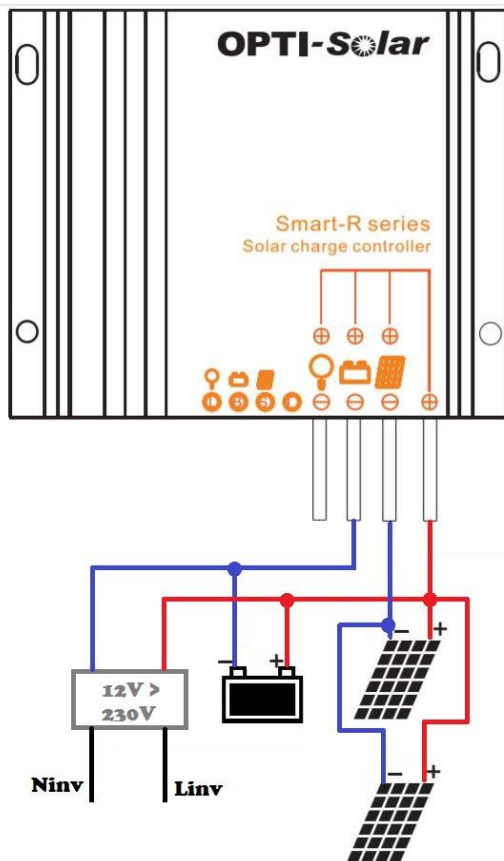 OPTI-Solar
Smart-R series
Solar charge controller
⊕ ⊕ ⊕
L B S
⊖ ⊖ ⊖ ⊕
− +
− +
12V >
230V
Ninv Linv
− +